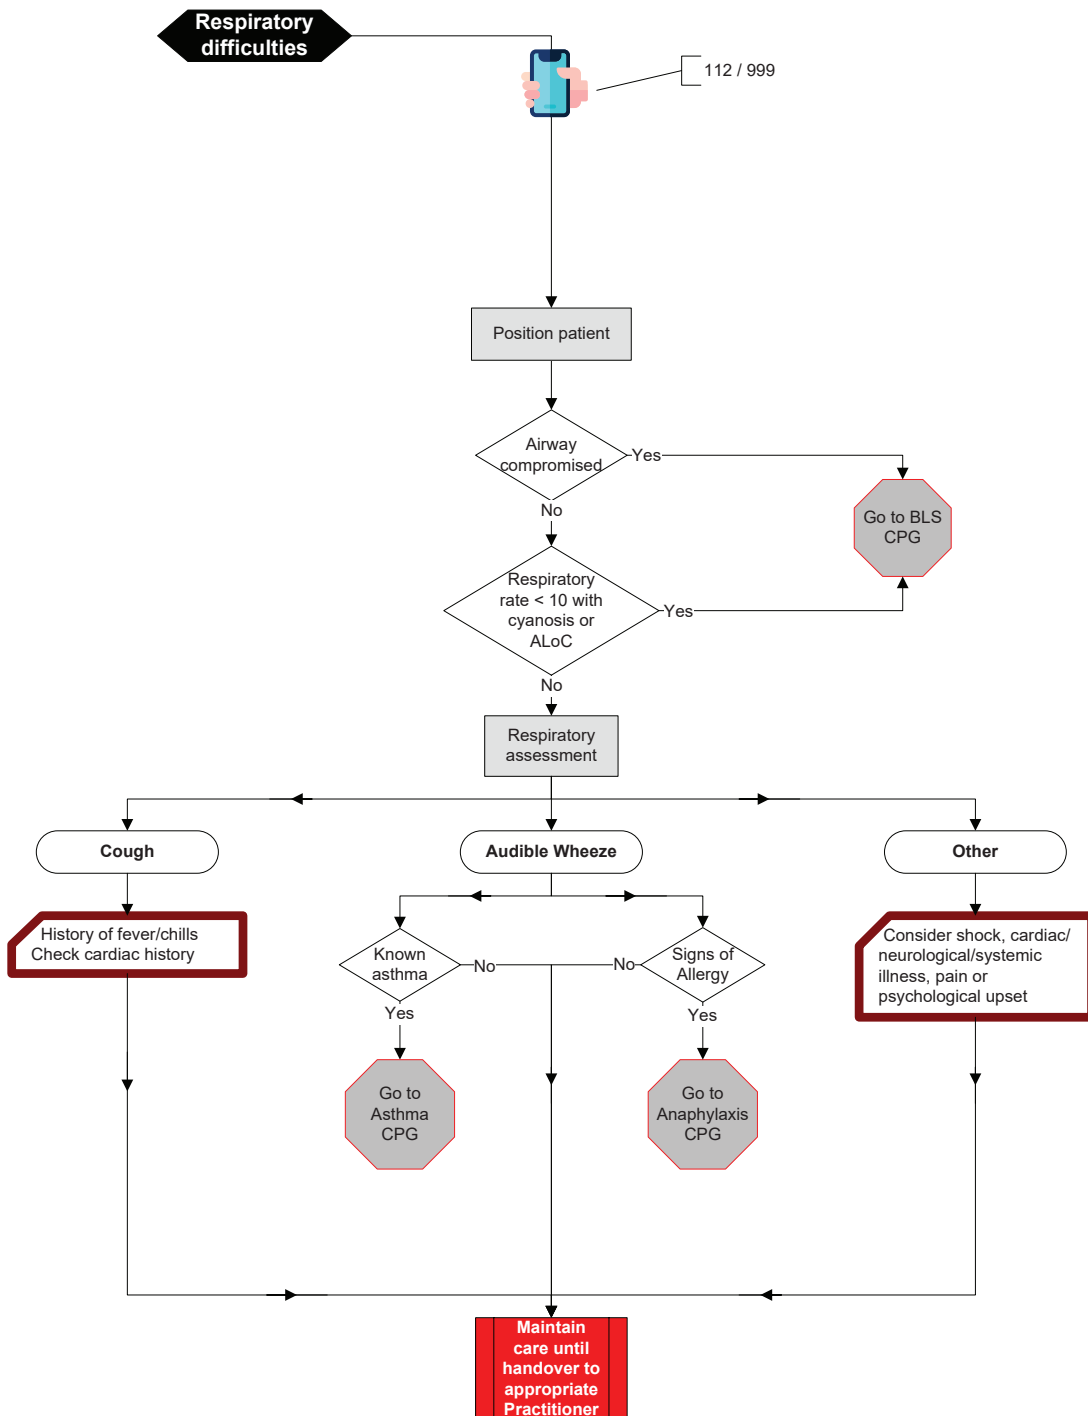 Respiratory
difficulties
112 / 999
Position patient
Airway
compromised
Yes
No
Go to BLS
CPG
Respiratory
rate < 10 with
cyanosis or
ALoC
Yes
No
Respiratory
assessment
Cough
Audible Wheeze
Other
History of fever/chills
Check cardiac history
Known
asthma
No
No
Signs of
Allergy
Consider shock, cardiac/
neurological/systemic
illness, pain or
psychological upset
Yes
Yes
Go to
Asthma
CPG
Go to
Anaphylaxis
CPG
Maintain
care until
handover to
appropriate
Practitioner